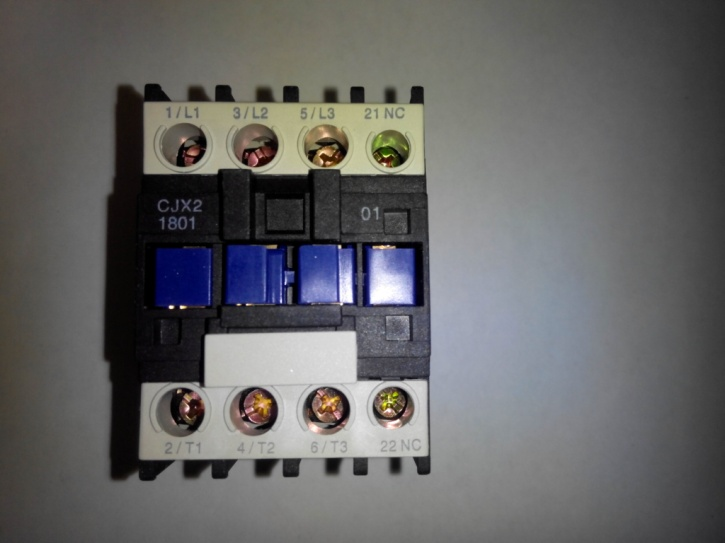 1/L1 3/L2 5/L3 21 NC
CJX2
1801
01
2/T1 4/T2 6/T3 22 NC